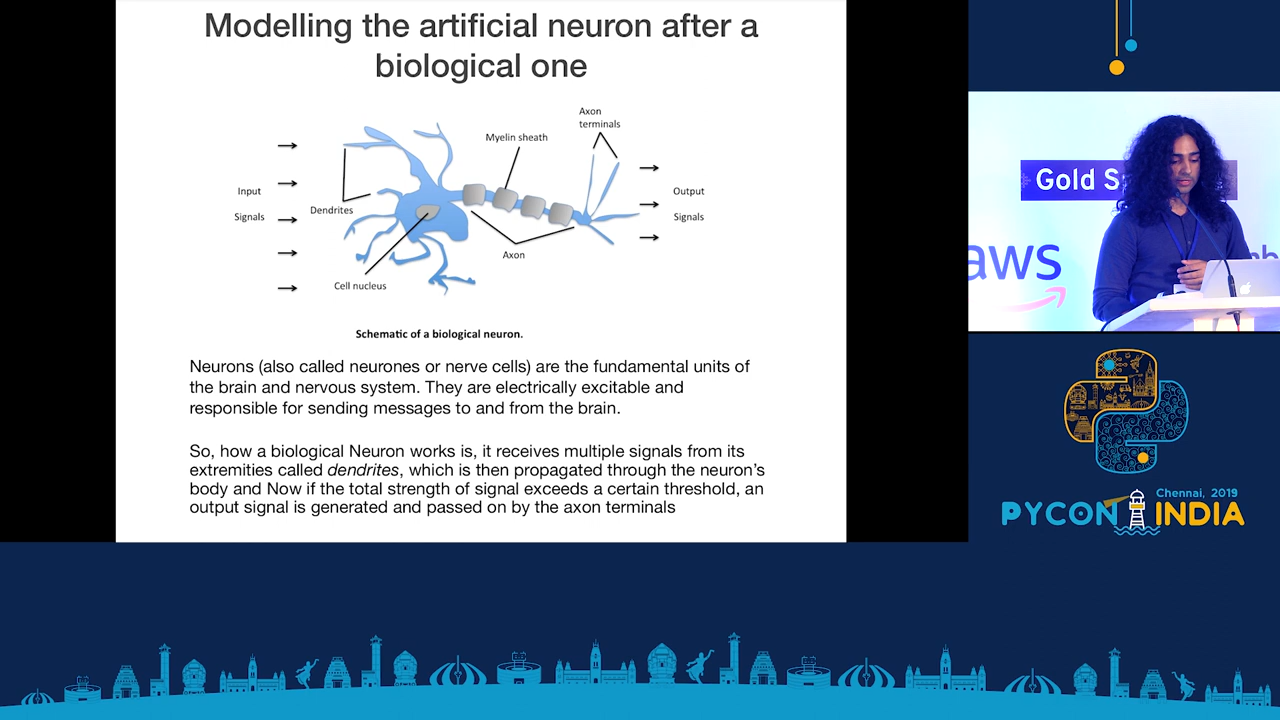 Modelling the artificial neuron after a
biological one
Axon
terminals
Myelin sheath
Input
Signals
Dendrites
Output
Signals
Axon
Cell nucleus
Schematic of a biological neuron.
Neurons (also called neurones or nerve cells) are the fundamental units of
the brain and nervous system. They are electrically excitable and
responsible for sending messages to and from the brain.
So, how a biological Neuron works is, it receives multiple signals from its
extremities called dendrites, which is then propagated through the neuron's
body and Now if the total strength of signal exceeds a certain threshold, an
output signal is generated and passed on by the axon terminals
Gold
aws
Chennai, 2019
PYCON INDIA